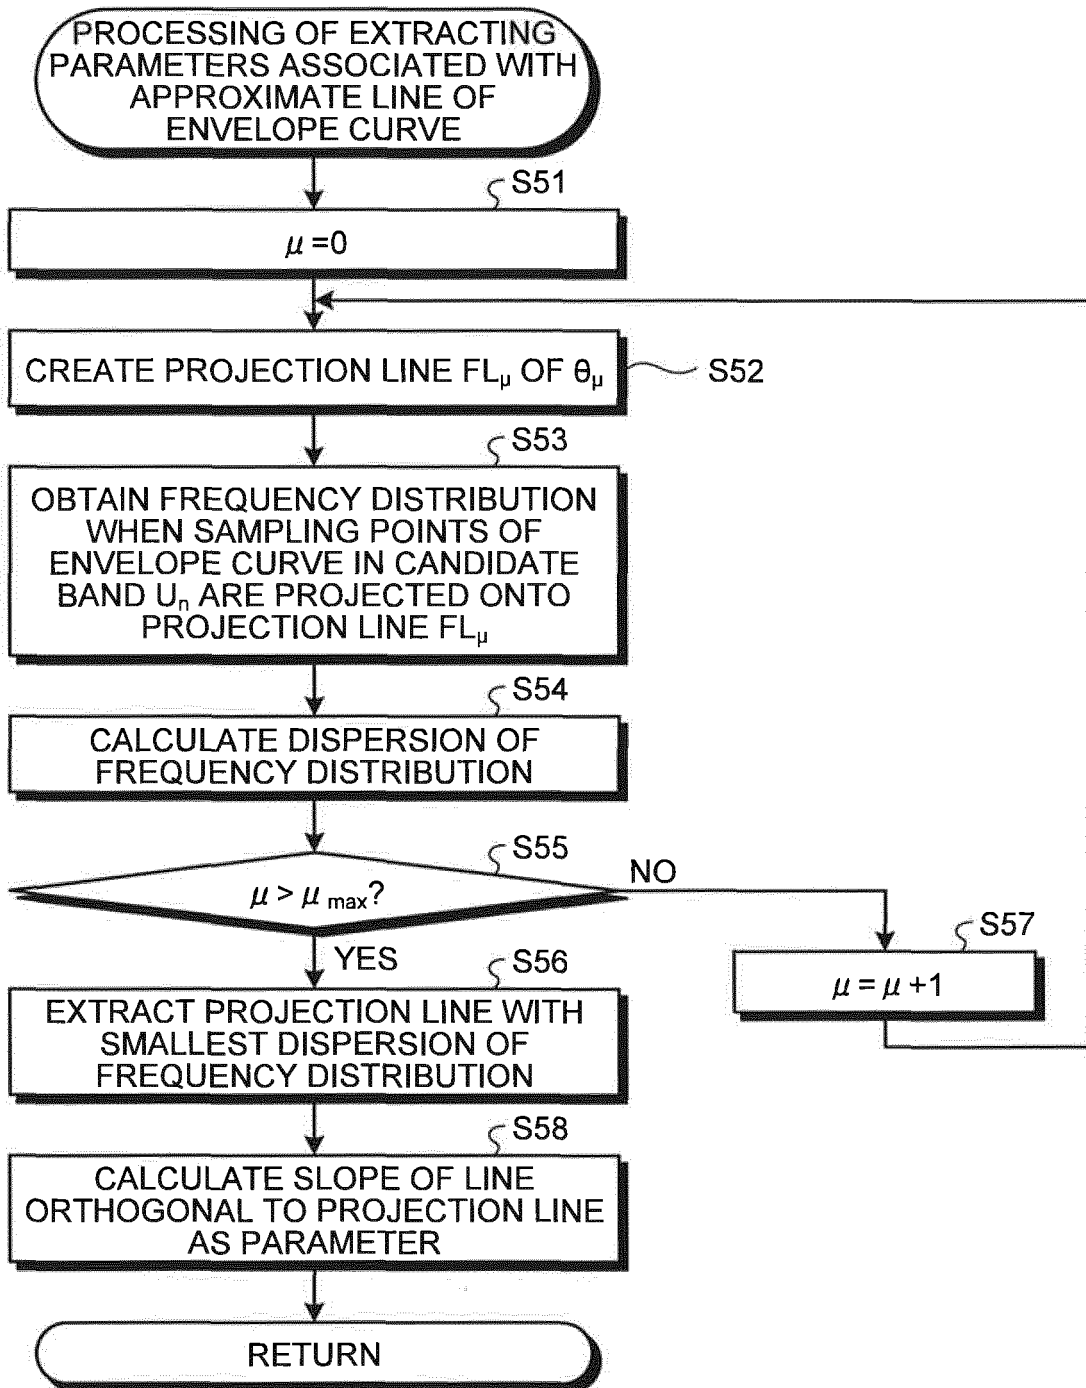 PROCESSING OF EXTRACTING
PARAMETERS ASSOCIATED WITH
APPROXIMATE LINE OF
ENVELOPE CURVE
S51
μ=0
CREATE PROJECTION LINE FLμ OF θμ
S52
S53
OBTAIN FREQUENCY DISTRIBUTION
WHEN SAMPLING POINTS OF
ENVELOPE CURVE IN CANDIDATE
BAND Un ARE PROJECTED ONTO
PROJECTION LINE FLμ
S54
CALCULATE DISPERSION OF
FREQUENCY DISTRIBUTION
S55
μ > μ max?
NO
YES
S57
μ = μ +1
S56
EXTRACT PROJECTION LINE WITH
SMALLEST DISPERSION OF
FREQUENCY DISTRIBUTION
S58
CALCULATE SLOPE OF LINE
ORTHOGONAL TO PROJECTION LINE
AS PARAMETER
RETURN